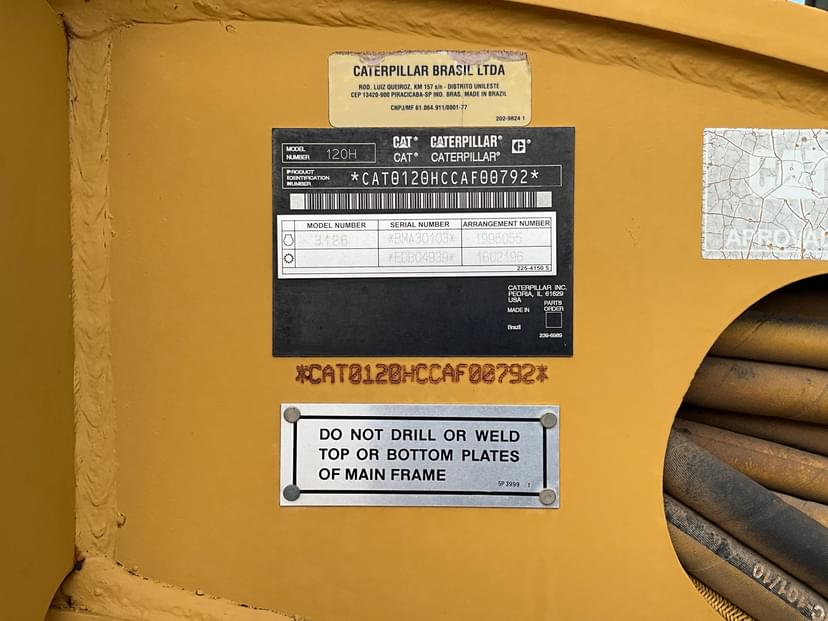 CATERPILLAR BRASIL LTDA
ROD. LUIZ QUEIROZ, KM 157 s/n - DISTRITO UNILESTE
CEP 13420-900 PIRACICABA-SP IND. BRAS. MADE IN BRAZIL
CNPJ/MF 61.064.911/0001-77
202-9824 1
MODEL NUMBER 120H
CAT® CATERPILLAR®
CAT® CATERPILLAR®
PRODUCT IDENTIFICATION NUMBER *CAT0120HCCAF00792*
MODEL NUMBER SERIAL NUMBER ARRANGEMENT NUMBER
3126 *BMA30103* 1996055
*EDB04939* 1602196
225-4150 5
CATERPILLAR INC.
PEORIA, IL 61629
USA
MADE IN
PARTS ORDER
Brazil
239-6989
*CAT0120HCCAF00792*
DO NOT DRILL OR WELD
TOP OR BOTTOM PLATES
OF MAIN FRAME
5P3999 1